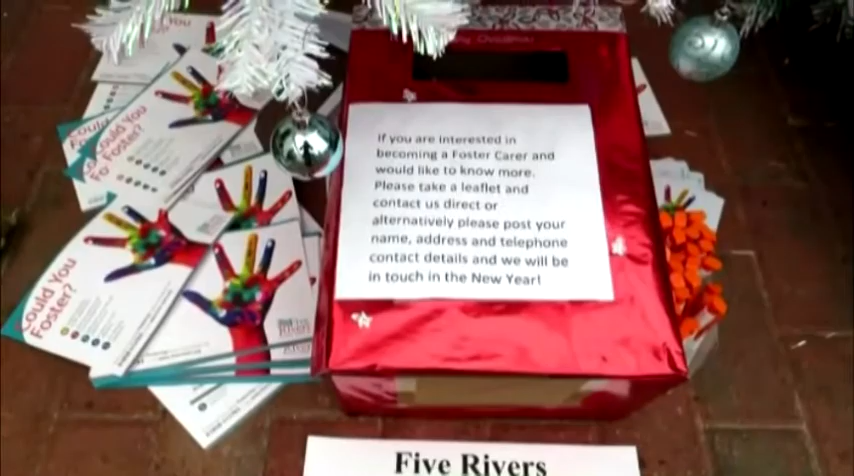 Christmas
If you are interested in
becoming a Foster Carer and
would like to know more.
Please take a leaflet and
contact us direct or
alternatively please post your
name, address and telephone
contact details and we will be
in touch in the New Year!
Could You
Foster?
Could You
Foster?
Five Rivers